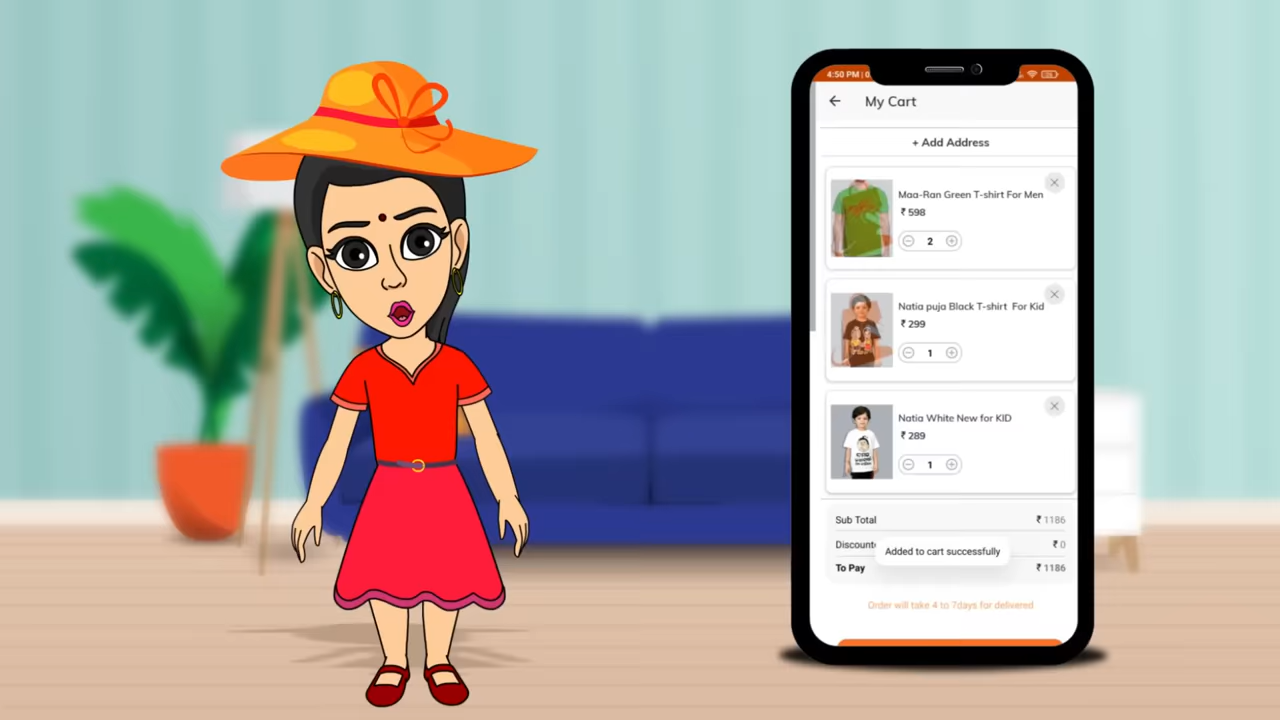 4:50 PM | 0
My Cart
+ Add Address
Maa-Ran Green T-shirt For Men
₹ 598
2
Natia puja Black T-shirt For Kid
₹ 299
1
Natia White New for KID
₹ 289
1
Sub Total ₹ 1186
Discount ₹ 0
Added to cart successfully
To Pay ₹ 1186
Order will take 4 to 7days for delivered